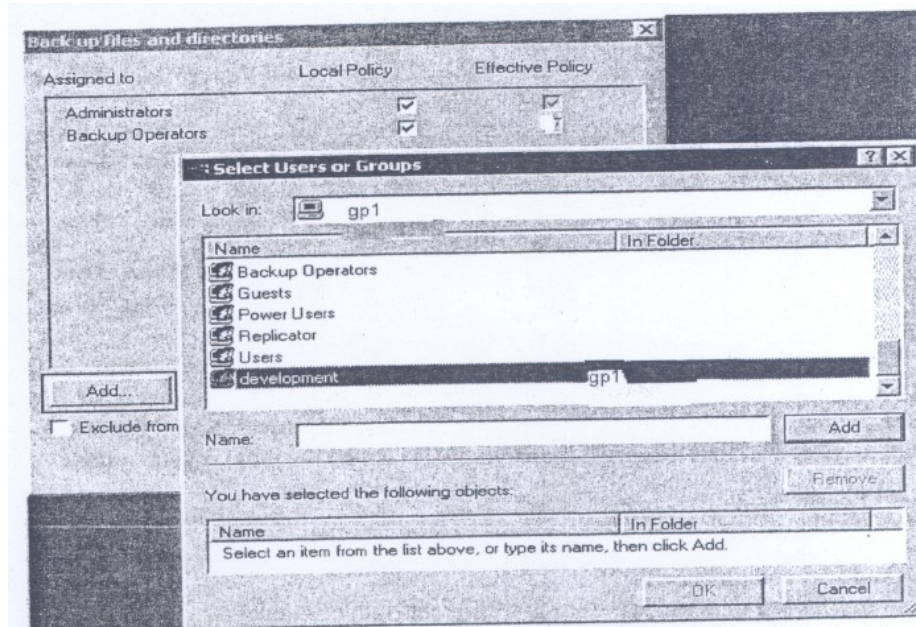 Back up files and directories
Assigned to Local Policy Effective Policy
Administrators
Backup Operators
Select Users or Groups
Look in: gp1
Name In Folder
Backup Operators
Guests
Power Users
Replicator
Users
development gp1
Add...
Exclude from
Name: Add
Remove
You have selected the following objects:
Name In Folder
Select an item from the list above, or type its name, then click Add.
OK Cancel